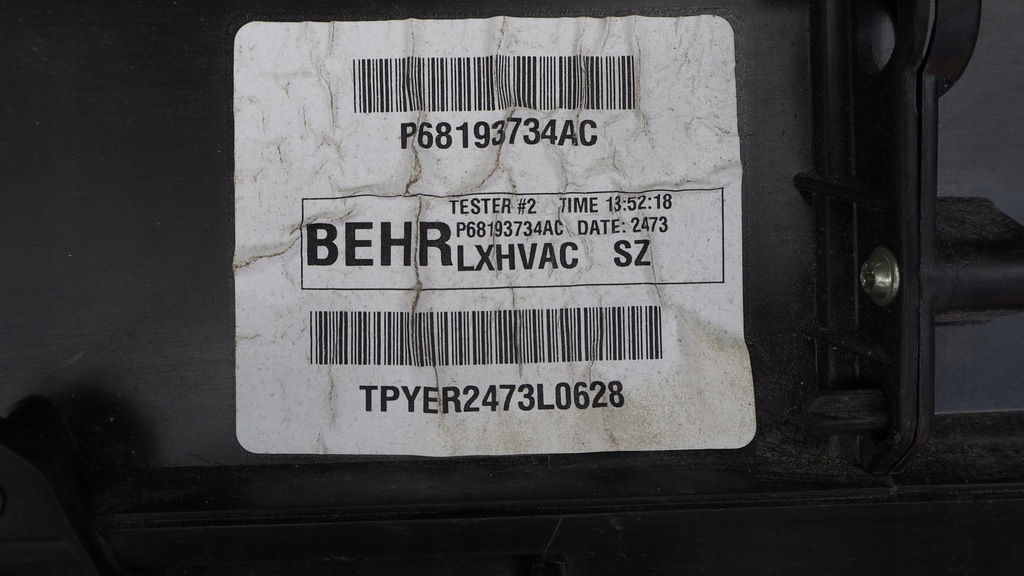 P68193734AC
TESTER #2 TIME 13:52:18
P68193734AC DATE: 2473
BEHR LXHVAC SZ
TPYER2473L0628